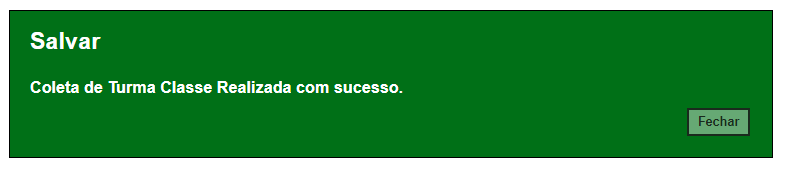 Salvar
Coleta de Turma Classe Realizada com sucesso.
Fechar